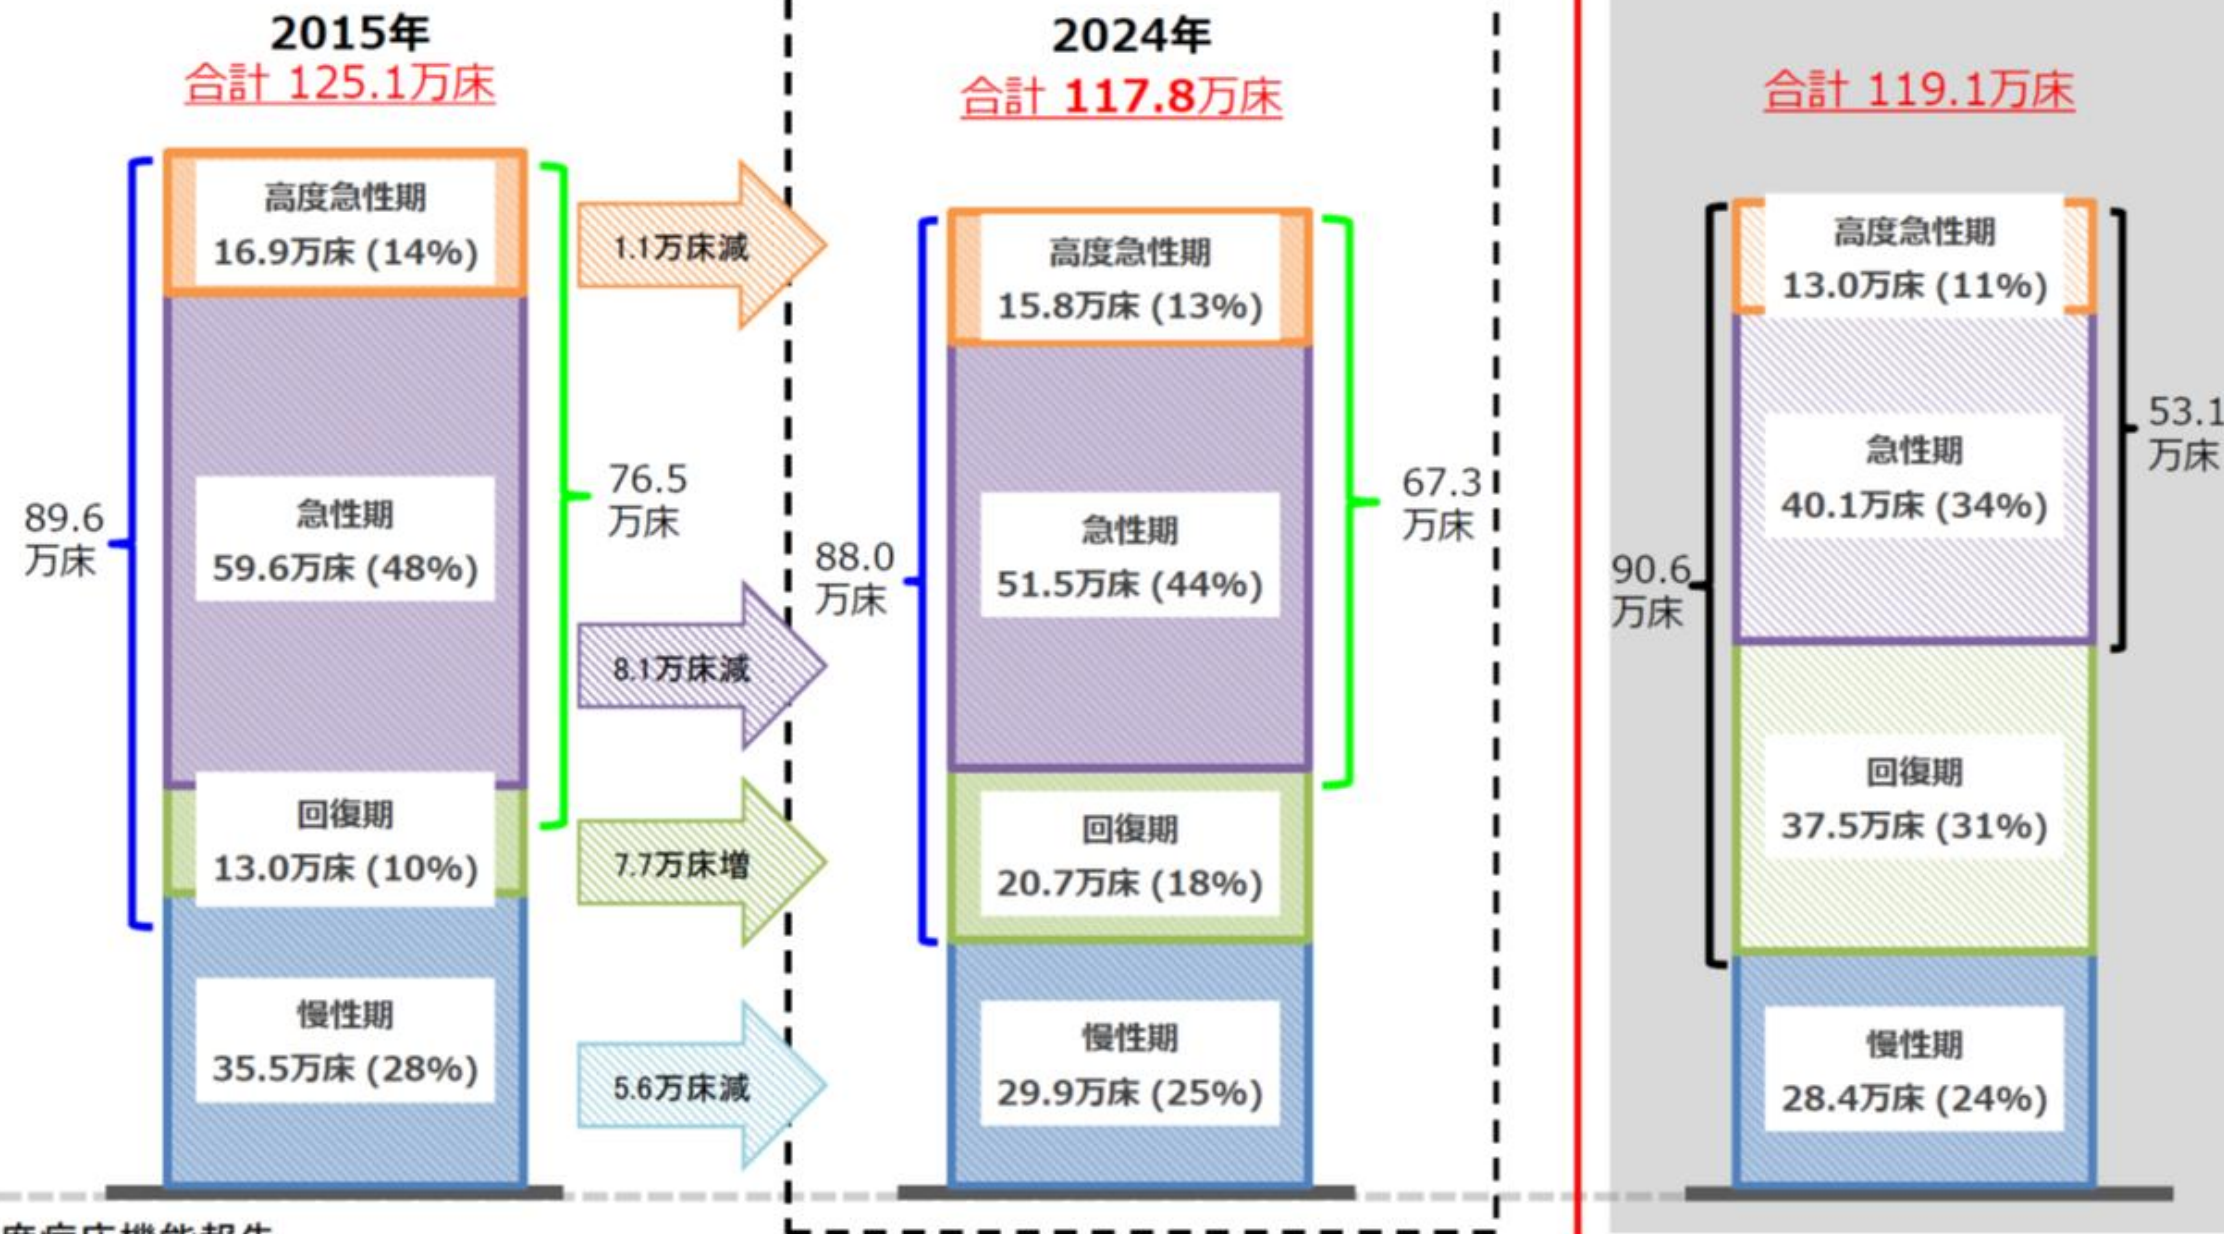 2015年
合計 125.1万床
高度急性期
16.9万床 (14%)
急性期
59.6万床 (48%)
回復期
13.0万床 (10%)
慢性期
35.5万床 (28%)
89.6
万床
76.5
万床
1.1万床減
8.1万床減
7.7万床増
5.6万床減
2024年
合計 117.8万床
高度急性期
15.8万床 (13%)
急性期
51.5万床 (44%)
回復期
20.7万床 (18%)
慢性期
29.9万床 (25%)
88.0
万床
67.3
万床
合計 119.1万床
高度急性期
13.0万床 (11%)
急性期
40.1万床 (34%)
回復期
37.5万床 (31%)
慢性期
28.4万床 (24%)
90.6
万床
53.1
万床
度病床機能報告